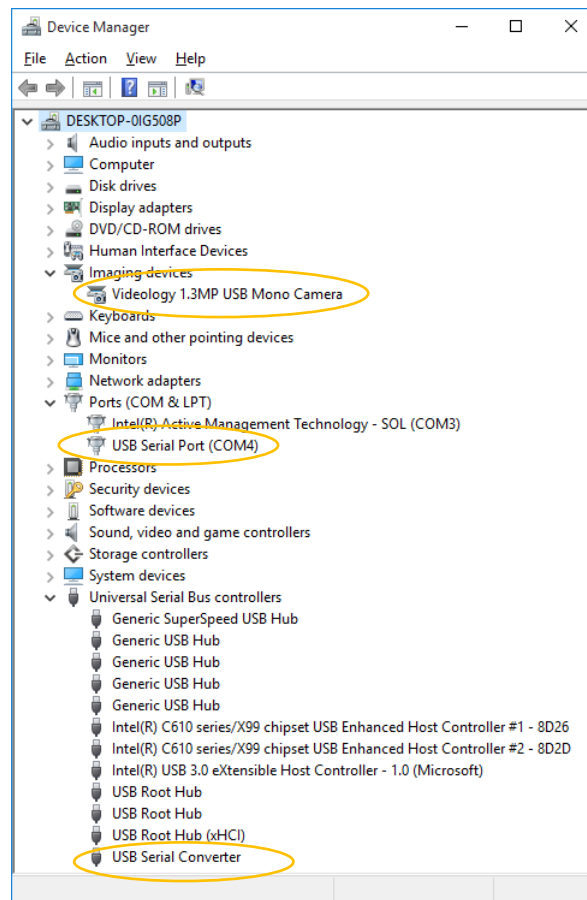 Device Manager
File Action View Help
DESKTOP-0IG508P
Audio inputs and outputs
Computer
Disk drives
Display adapters
DVD/CD-ROM drives
Human Interface Devices
Imaging devices
Videology 1.3MP USB Mono Camera
Keyboards
Mice and other pointing devices
Monitors
Network adapters
Ports (COM & LPT)
Intel(R) Active Management Technology - SOL (COM3)
USB Serial Port (COM4)
Processors
Security devices
Software devices
Sound, video and game controllers
Storage controllers
System devices
Universal Serial Bus controllers
Generic SuperSpeed USB Hub
Generic USB Hub
Generic USB Hub
Generic USB Hub
Generic USB Hub
Intel(R) C610 series/X99 chipset USB Enhanced Host Controller #1 - 8D26
Intel(R) C610 series/X99 chipset USB Enhanced Host Controller #2 - 8D2D
Intel(R) USB 3.0 eXtensible Host Controller - 1.0 (Microsoft)
USB Root Hub
USB Root Hub
USB Root Hub (xHCI)
USB Serial Converter